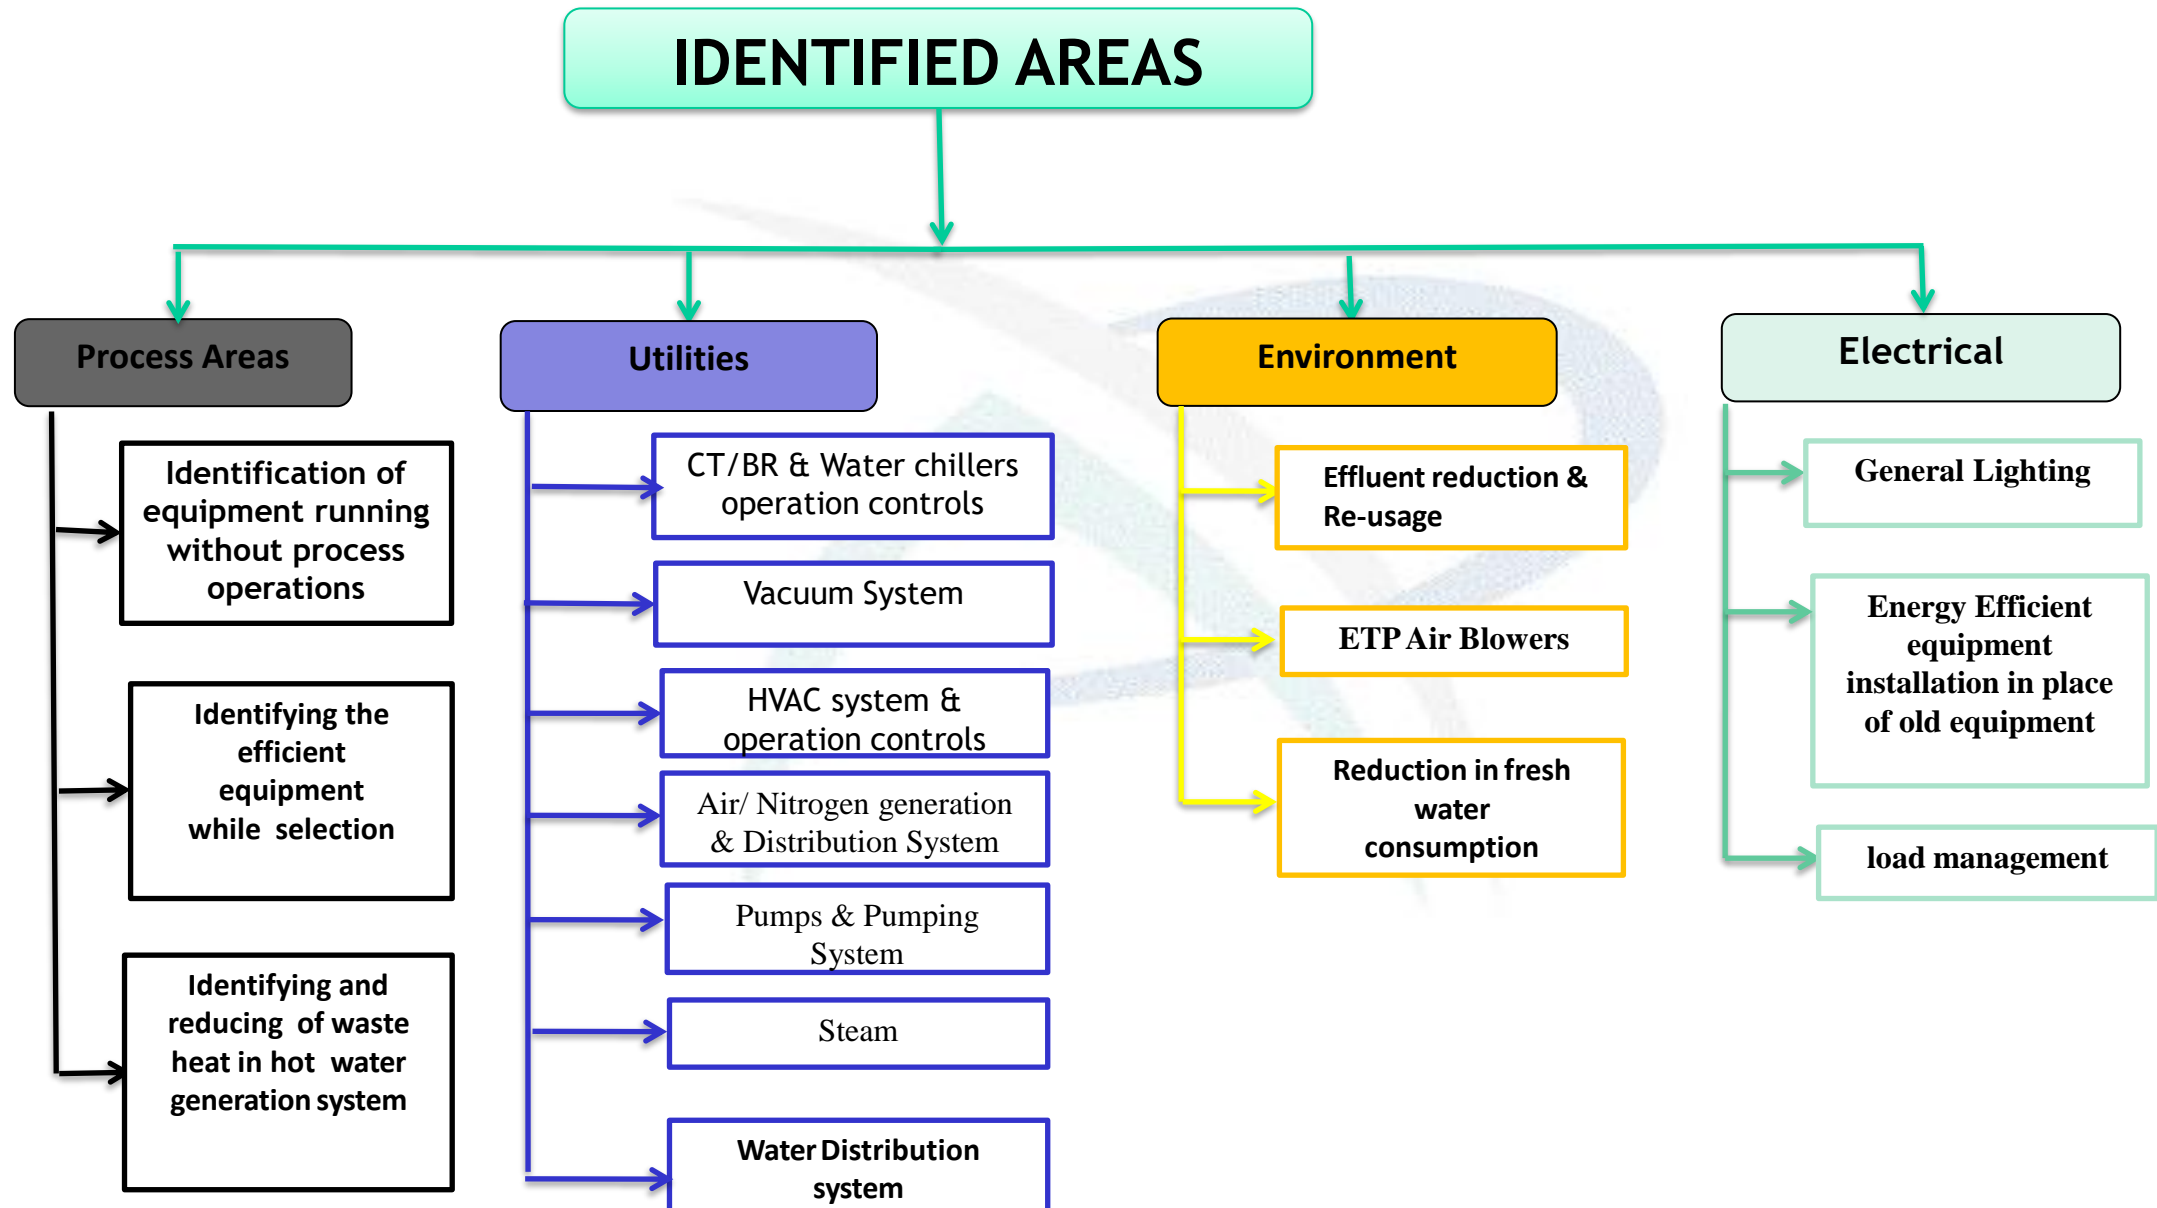 IDENTIFIED AREAS
Process Areas
Identification of
equipment running
without process
operations
Identifying the
efficient
equipment
while selection
Identifying and
reducing of waste
heat in hot water
generation system
Utilities
CT/BR & Water chillers
operation controls
Vacuum System
HVAC system &
operation controls
Air/ Nitrogen generation
& Distribution System
Pumps & Pumping
System
Steam
Water Distribution
system
Environment
Effluent reduction &
Re-usage
ETP Air Blowers
Reduction in fresh
water
consumption
Electrical
General Lighting
Energy Efficient
equipment
installation in place
of old equipment
load management